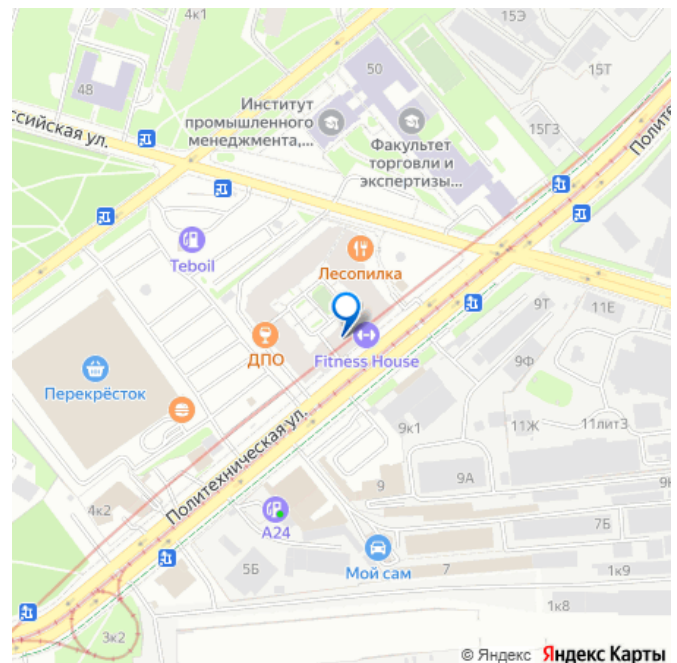 4к1
15Э
48
50
15Т
Институт
промышленного
менеджмента,...
ссийская ул.
15Г3
Полите
Факультет
торговли и
экспертизы...
Teboil
Лесопилка
9Т
11Е
ДПО
Fitness House
9Ф
Перекрёсток
Политехническая ул.
9к1
11Ж
11лит3
9А
9
4к2
А24
7Б
5Б
Мой сам
7
1к9
1к8
3к2
© Яндекс Яндекс Карты